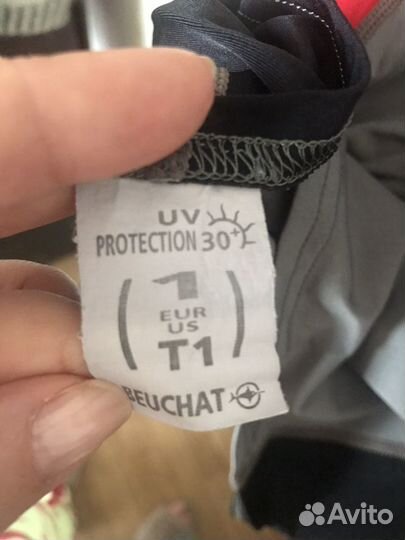 UV
PROTECTION 30+
1
EUR
US
T1
BEUCHAT
Avito